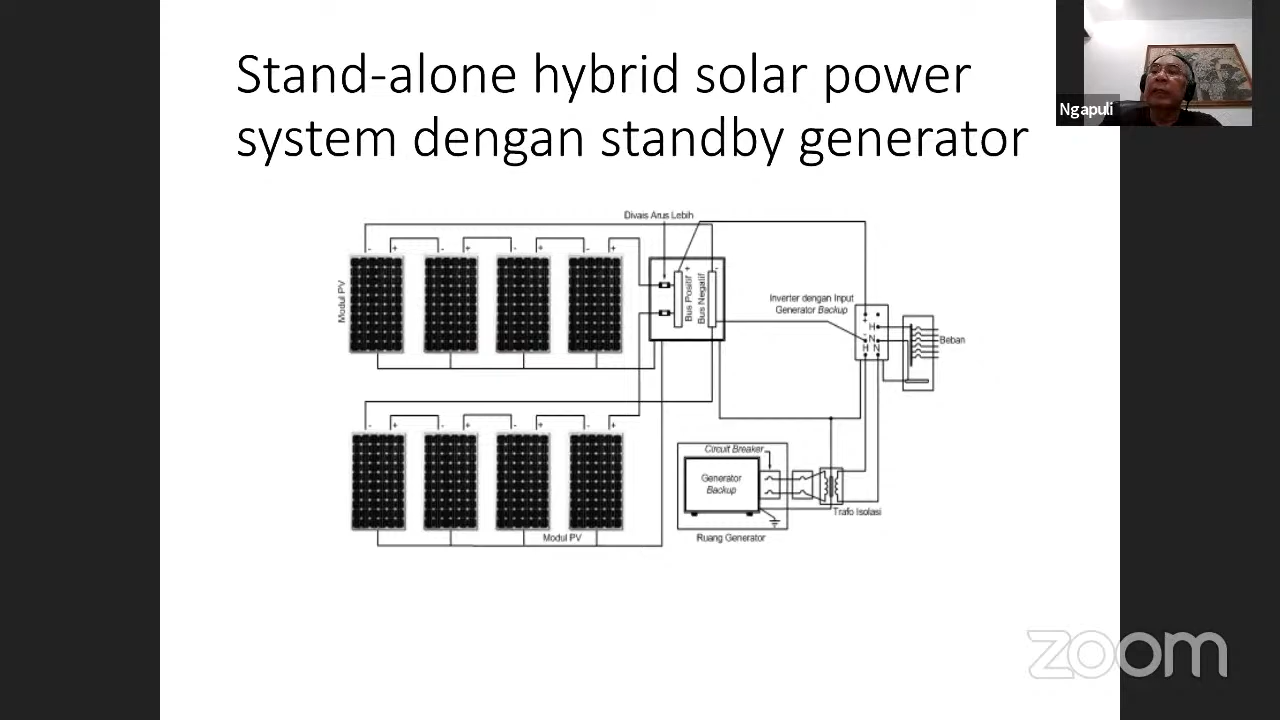 Stand-alone hybrid solar power
system dengan standby generator
Ngapuli
Divais Arus Lebih
- + - + - + - +
Modul PV
Bus Positif +
Bus Negatif -
Inverter dengan Input
Generator Backup
+
- H
N
H N
Beban
- + - + - + - +
Circuit Breaker
Generator
Backup
Trafo Isolasi
Modul PV
Ruang Generator
zoom